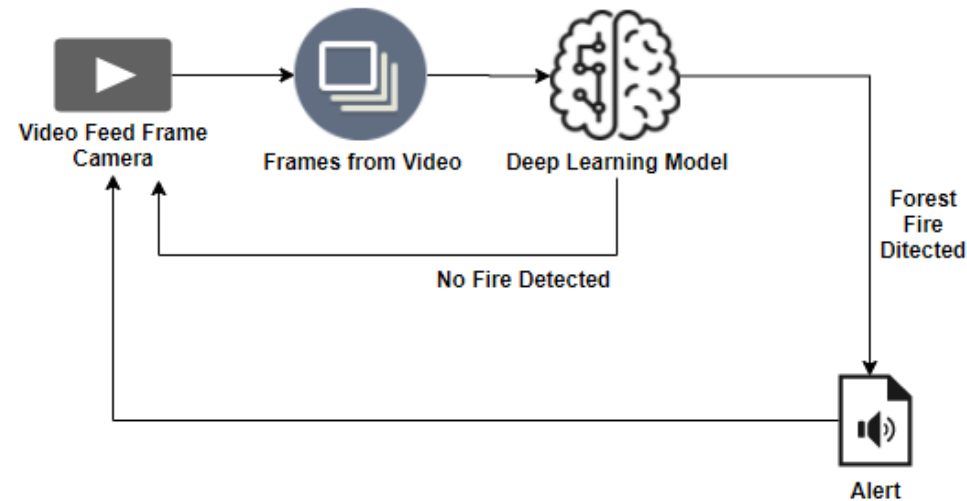 Video Feed Frame
Camera
Frames from Video
Deep Learning Model
Forest
Fire
Ditected
No Fire Detected
Alert